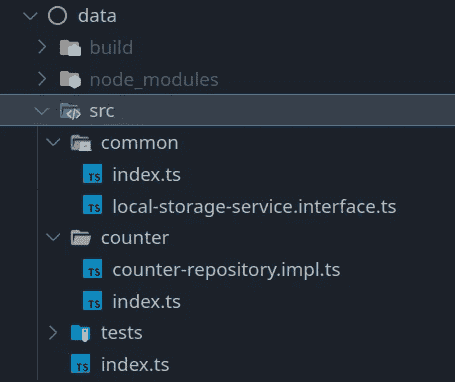 data
build
node_modules
src
common
TS index.ts
TS local-storage-service.interface.ts
counter
TS counter-repository.impl.ts
TS index.ts
tests
TS index.ts